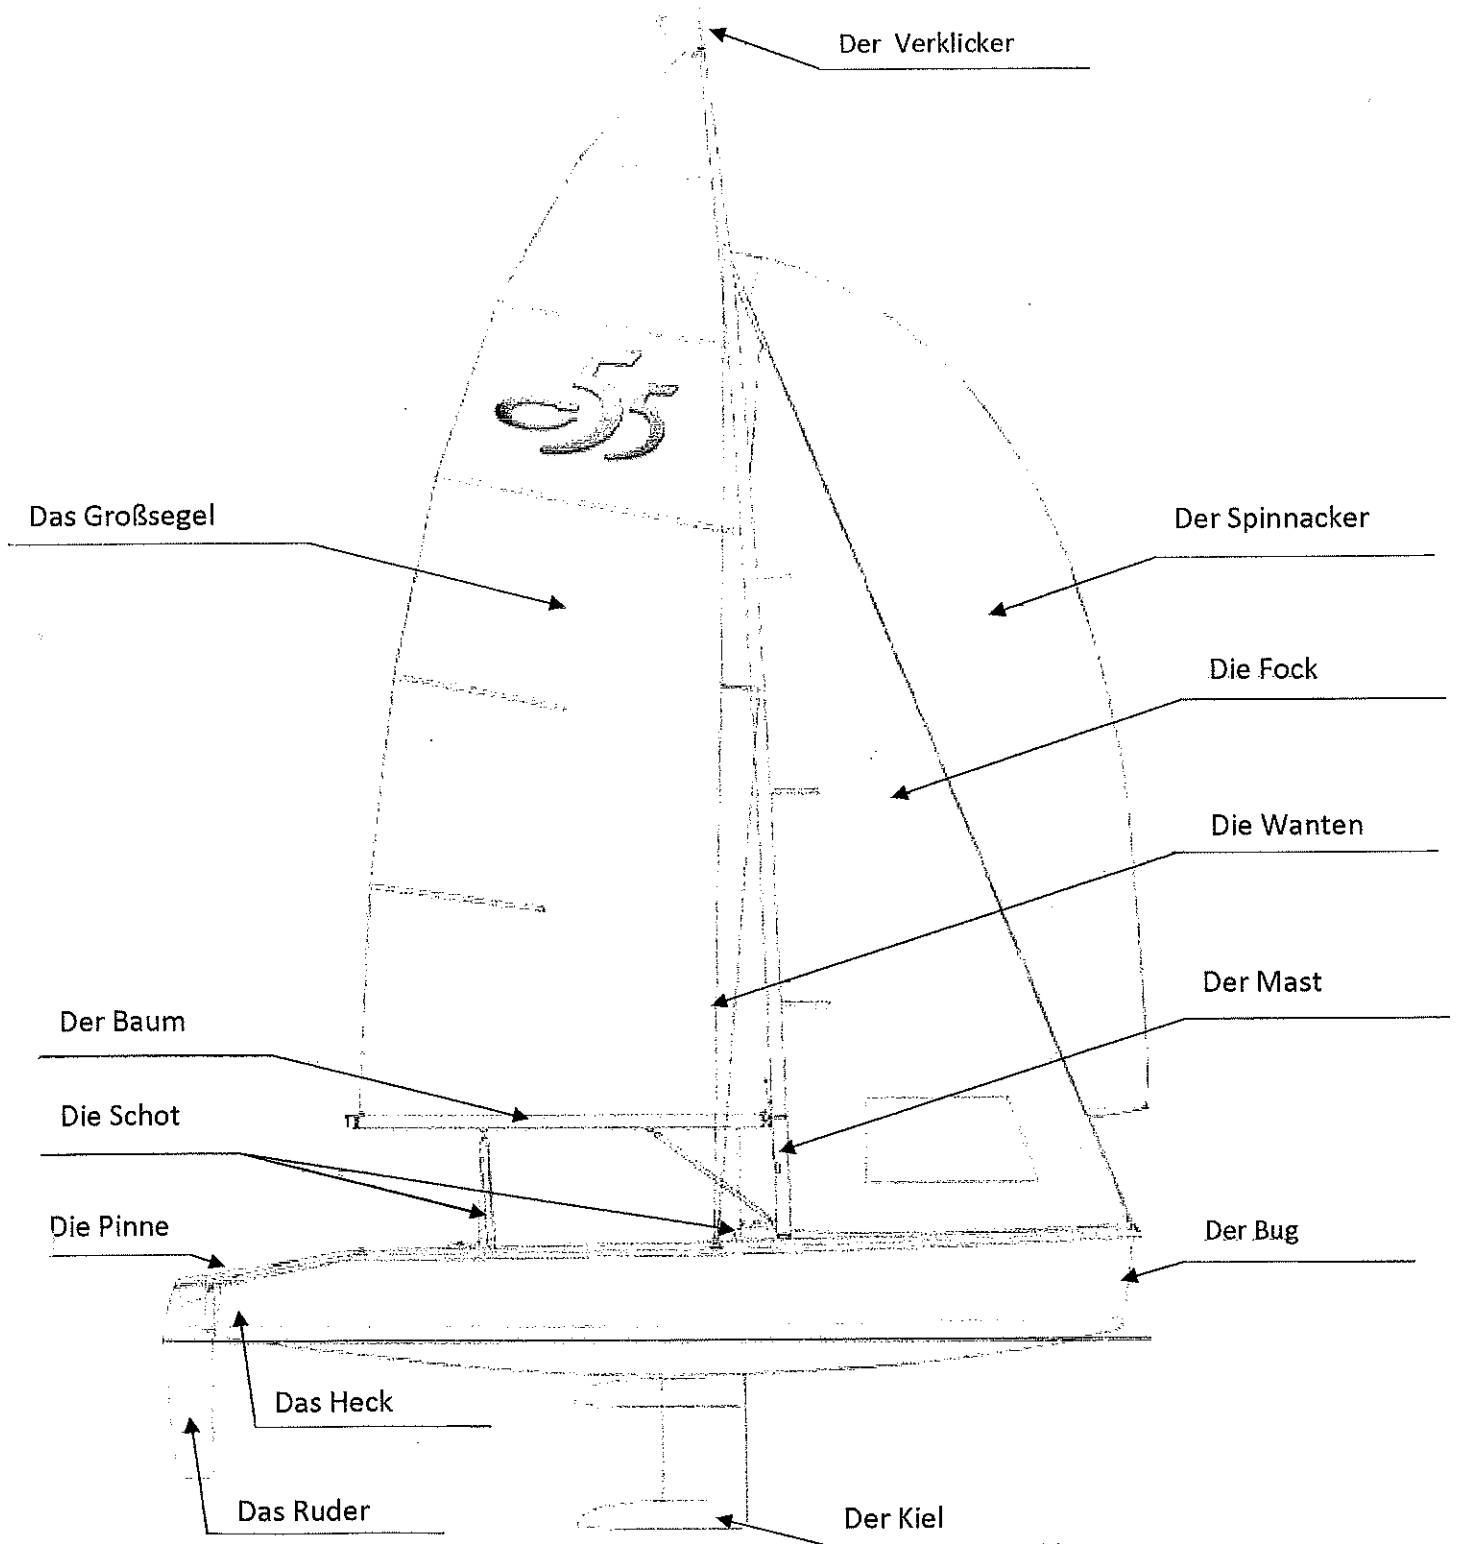 Der Verklicker
Das Großsegel
Der Spinnacker
Die Fock
Die Wanten
Der Mast
Der Baum
Die Schot
Die Pinne
Der Bug
Das Heck
Das Ruder
Der Kiel